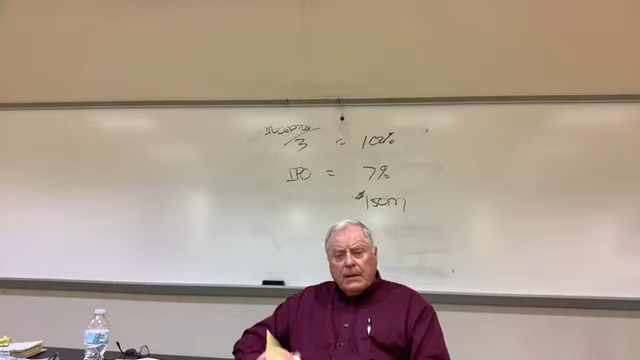 /3 = 10%
IPO = 7%
$150M